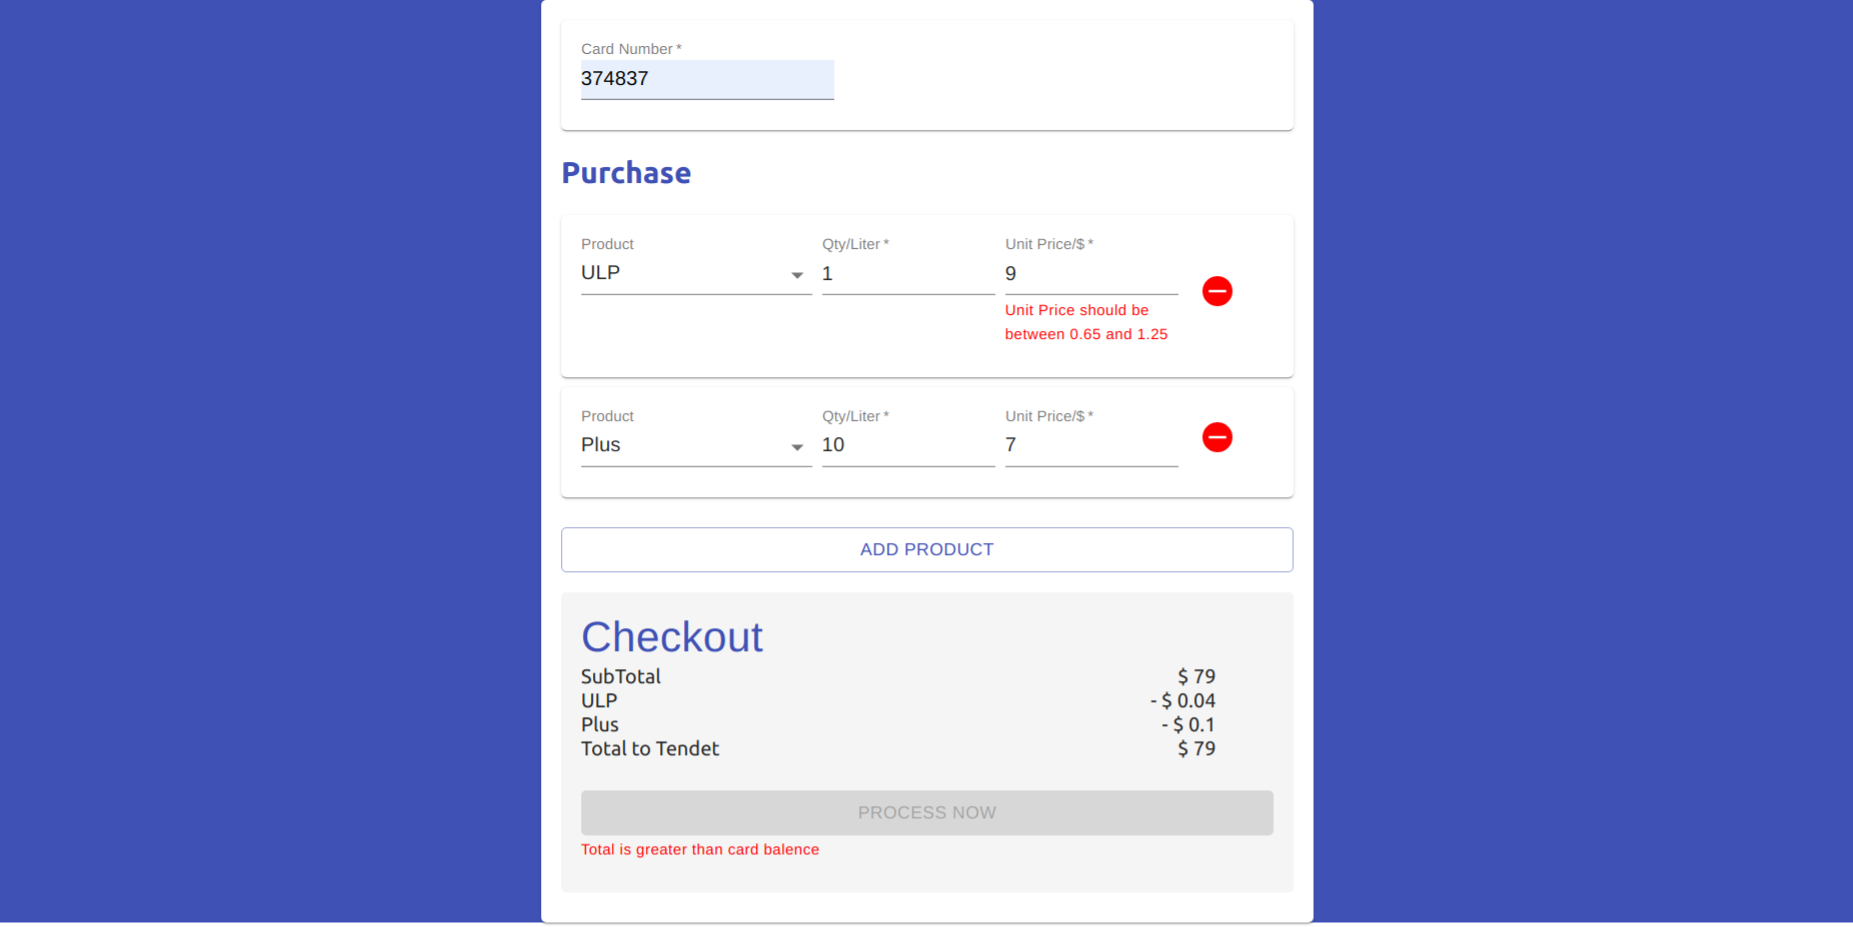 Card Number *
374837
Purchase
Product Qty/Liter * Unit Price/$ *
ULP 1 9
Unit Price should be
between 0.65 and 1.25
Product Qty/Liter * Unit Price/$ *
Plus 10 7
ADD PRODUCT
Checkout
SubTotal $ 79
ULP - $ 0.04
Plus - $ 0.1
Total to Tendet $ 79
PROCESS NOW
Total is greater than card balence